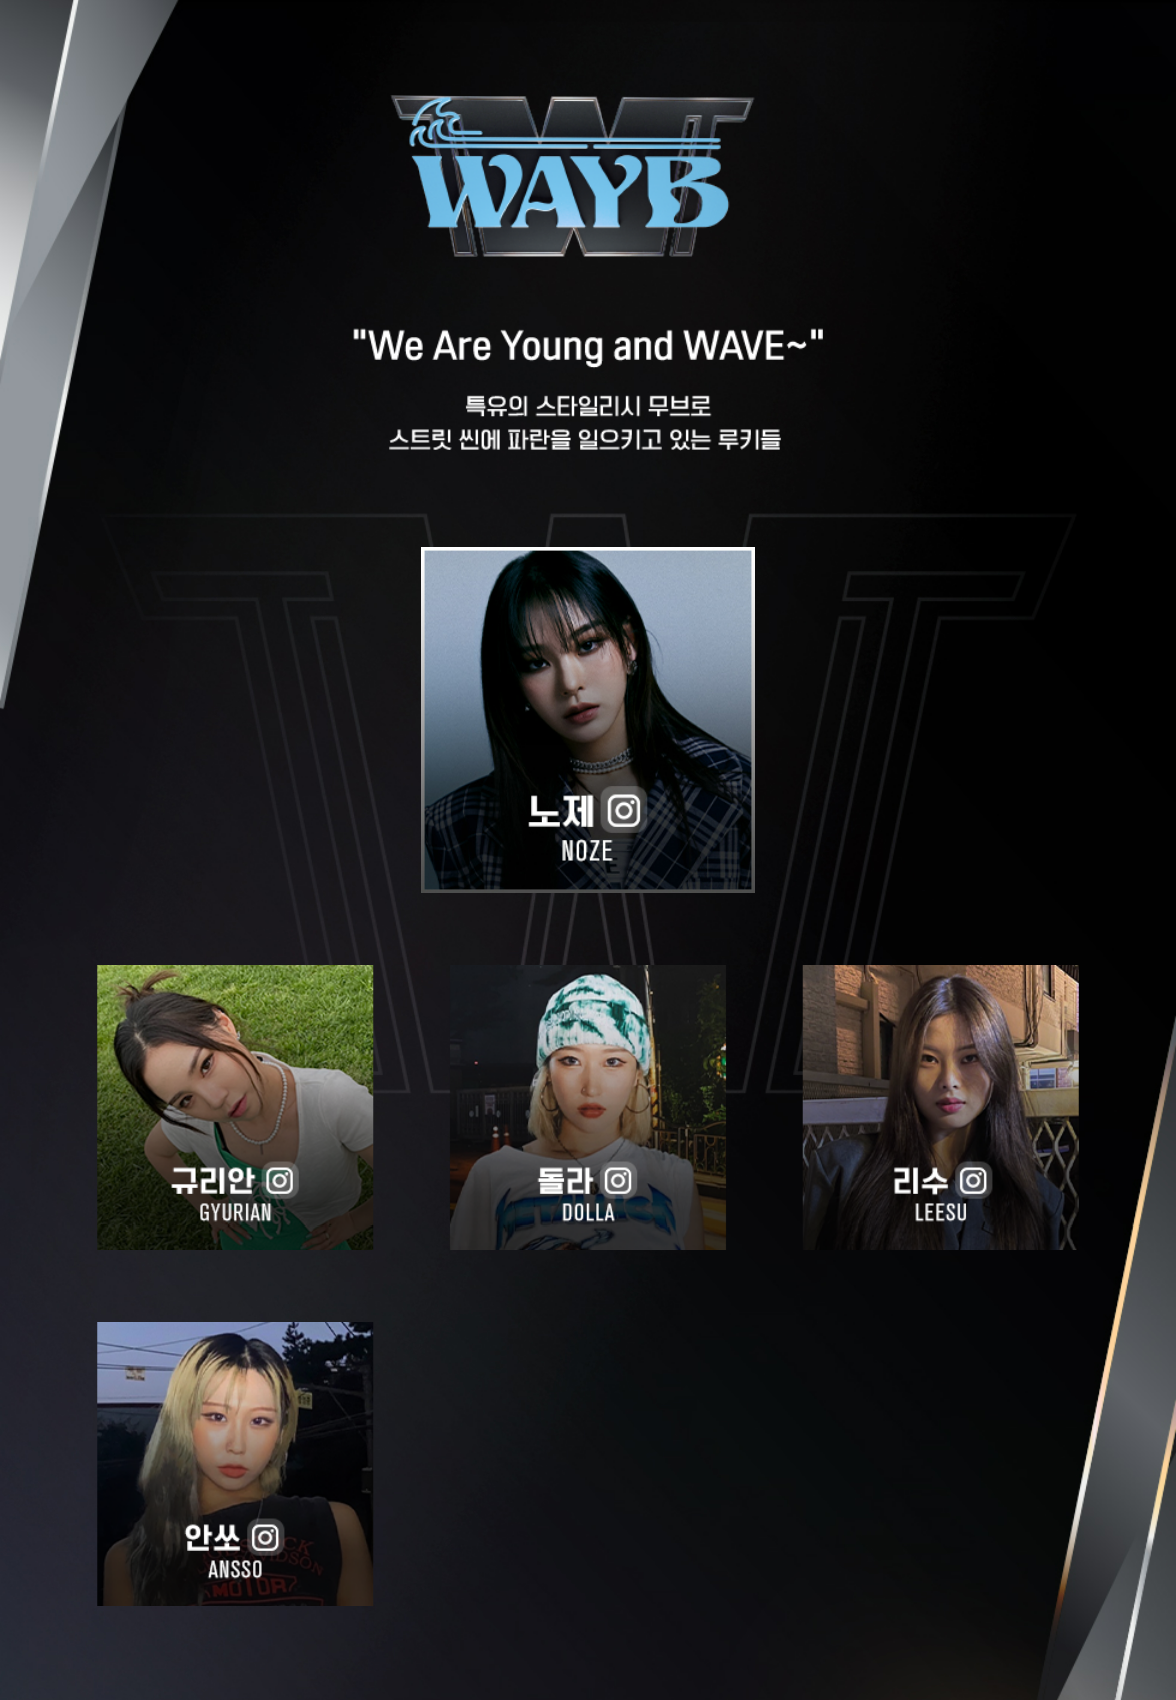 WAYB
"We Are Young and WAVE~"
특유의 스타일리시 무브로
스트릿 씬에 파란을 일으키고 있는 루키들
노제
NOZE
규리안
GYURIAN
돌라
DOLLA
리수
LEESU
안쏘
ANSSO
MOTOR